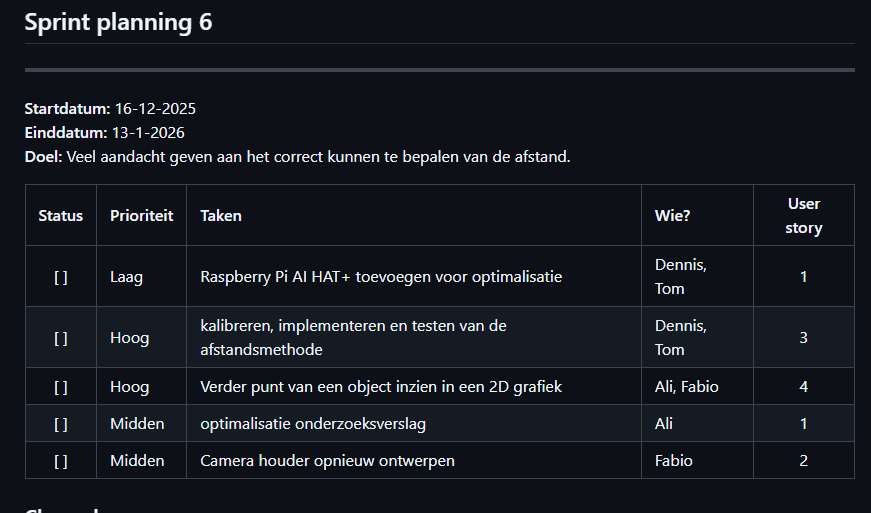 Sprint planning 6
Startdatum: 16-12-2025
Einddatum: 13-1-2026
Doel: Veel aandacht geven aan het correct kunnen te bepalen van de afstand.
Status Prioriteit Taken Wie? User story
[ ] Laag Raspberry Pi AI HAT+ toevoegen voor optimalisatie Dennis, Tom 1
[ ] Hoog kalibreren, implementeren en testen van de afstandsmethode Dennis, Tom 3
[ ] Hoog Verder punt van een object inzien in een 2D grafiek Ali, Fabio 4
[ ] Midden optimalisatie onderzoeksverslag Ali 1
[ ] Midden Camera houder opnieuw ontwerpen Fabio 2